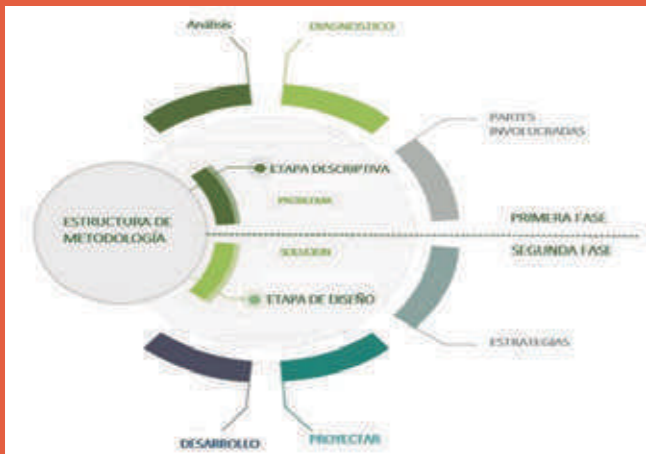 Análisis
DIAGNOSTICO
PARTES
INVOLUCRADAS
ETAPA DESCRIPTIVA
PROBLEMA
ESTRUCTURA DE
METODOLOGÍA
PRIMERA FASE
SEGUNDA FASE
SOLUCION
ETAPA DE DISEÑO
ESTRATEGIAS
DESARROLLO
PROYECTAR